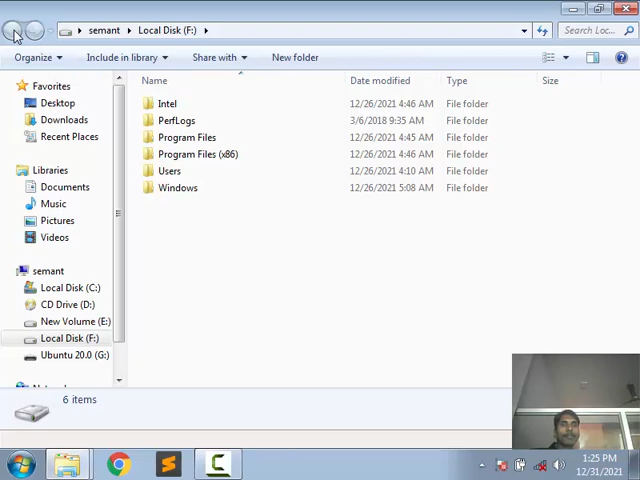 semant Local Disk (F:)
Search Loc...
Organize Include in library Share with New folder
Name Date modified Type Size
Favorites
Desktop
Downloads
Recent Places
Libraries
Documents
Music
Pictures
Videos
semant
Local Disk (C:)
CD Drive (D:)
New Volume (E:)
Local Disk (F:)
Ubuntu 20.0 (G:)
Intel 12/26/2021 4:46 AM File folder
PerfLogs 3/6/2018 9:35 AM File folder
Program Files 12/26/2021 4:45 AM File folder
Program Files (x86) 12/26/2021 4:46 AM File folder
Users 12/26/2021 4:10 AM File folder
Windows 12/26/2021 5:08 AM File folder
6 items
1:25 PM
12/31/2021